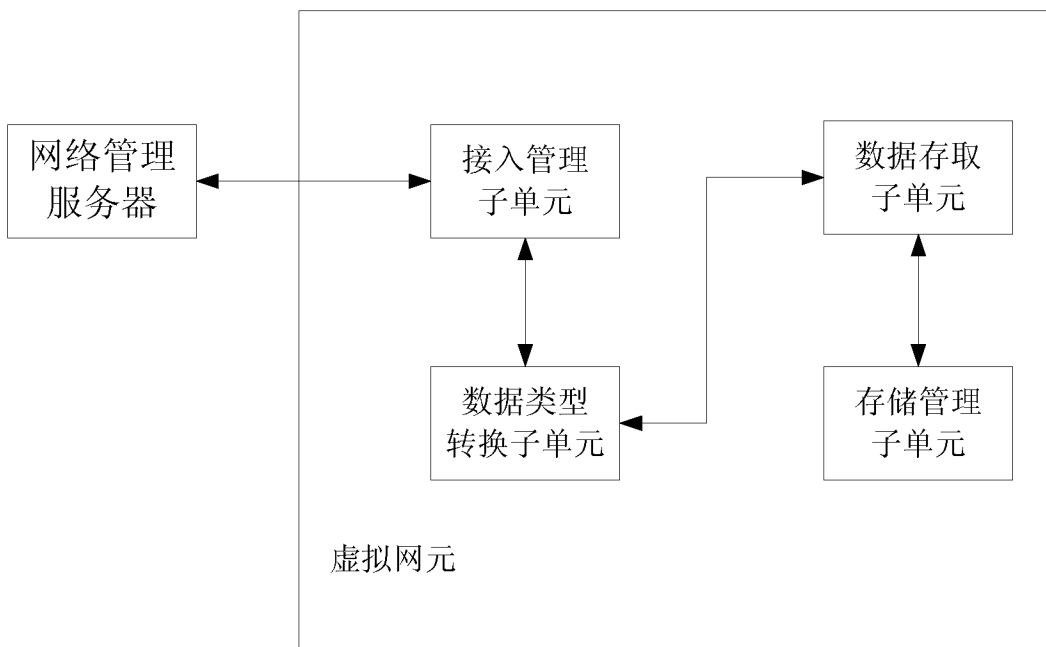 网络管理
服务器
接入管理
子单元
数据存取
子单元
数据类型
转换子单元
存储管理
子单元
虚拟网元